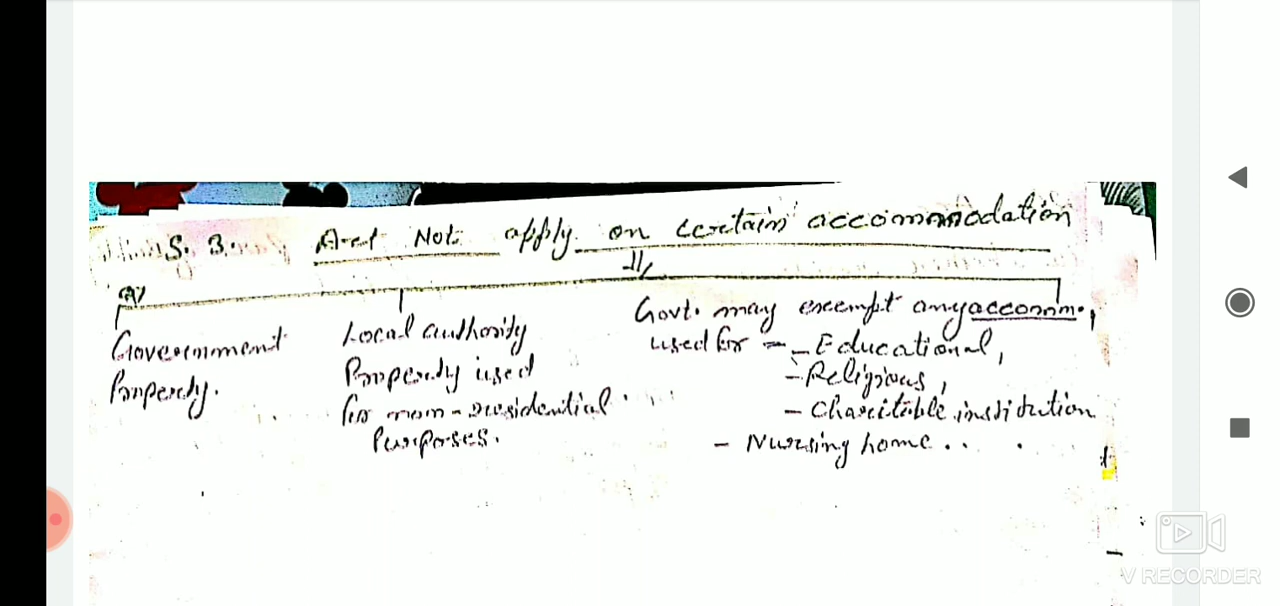 S. 3. Act Not apply on certain accommodation
(A)
Government
Property.
Local authority
Property used
for non-residential
Purposes.
Govt. may exempt any accomm.,
used for -
- Educational,
- Religious,
- Charitable institution
- Nursing home...
V RECORDER